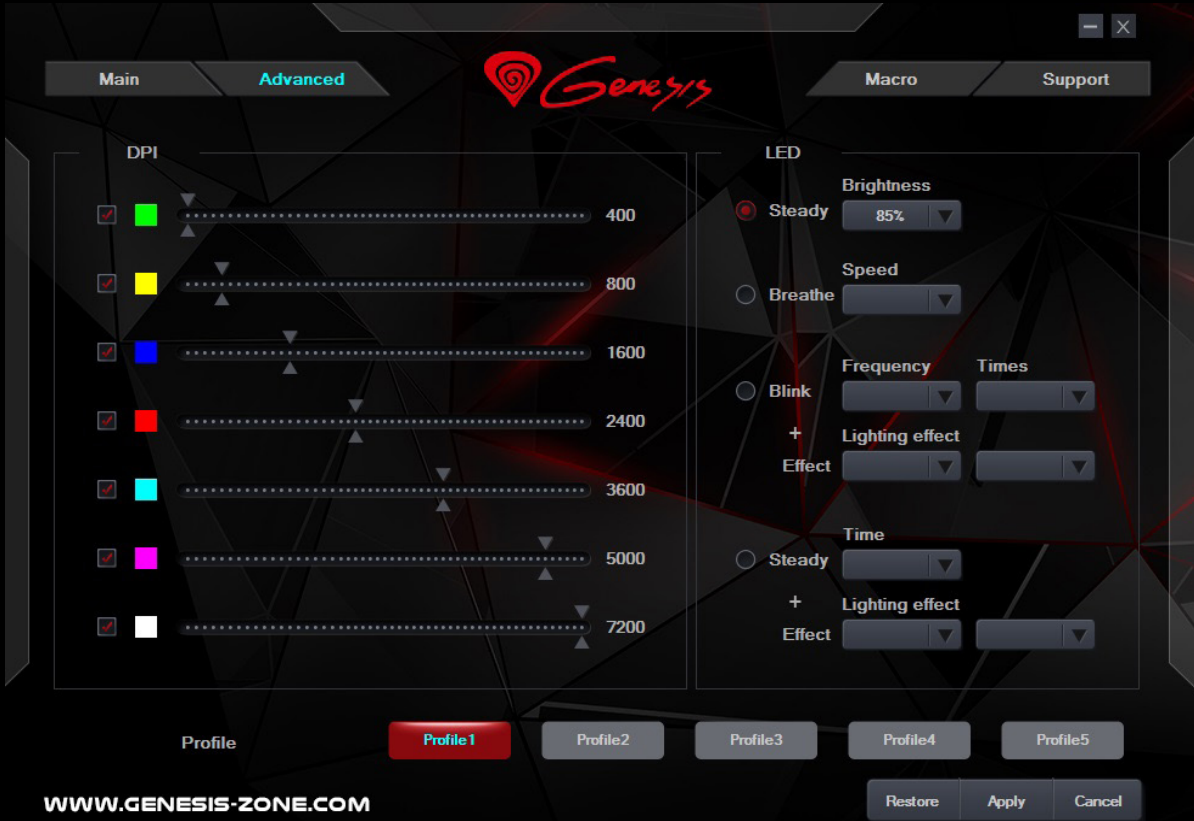 Main
Advanced
Genesis
Macro
Support
DPI
400
800
1600
2400
3600
5000
7200
LED
Brightness
Steady
85%
Speed
Breathe
Frequency Times
Blink
+
Lighting effect
Effect
Time
Steady
+
Lighting effect
Effect
Profile
Profile1
Profile2
Profile3
Profile4
Profile5
WWW.GENESIS-ZONE.COM
Restore
Apply
Cancel